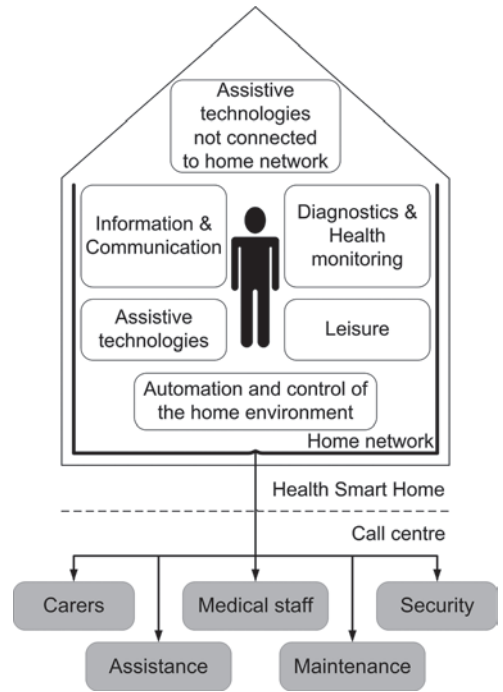 Assistive
technologies
not connected
to home network
Information &
Communication
Diagnostics &
Health
monitoring
Assistive
technologies
Leisure
Automation and control of
the home environment
Home network
Health Smart Home
Call centre
Carers
Medical staff
Security
Assistance
Maintenance